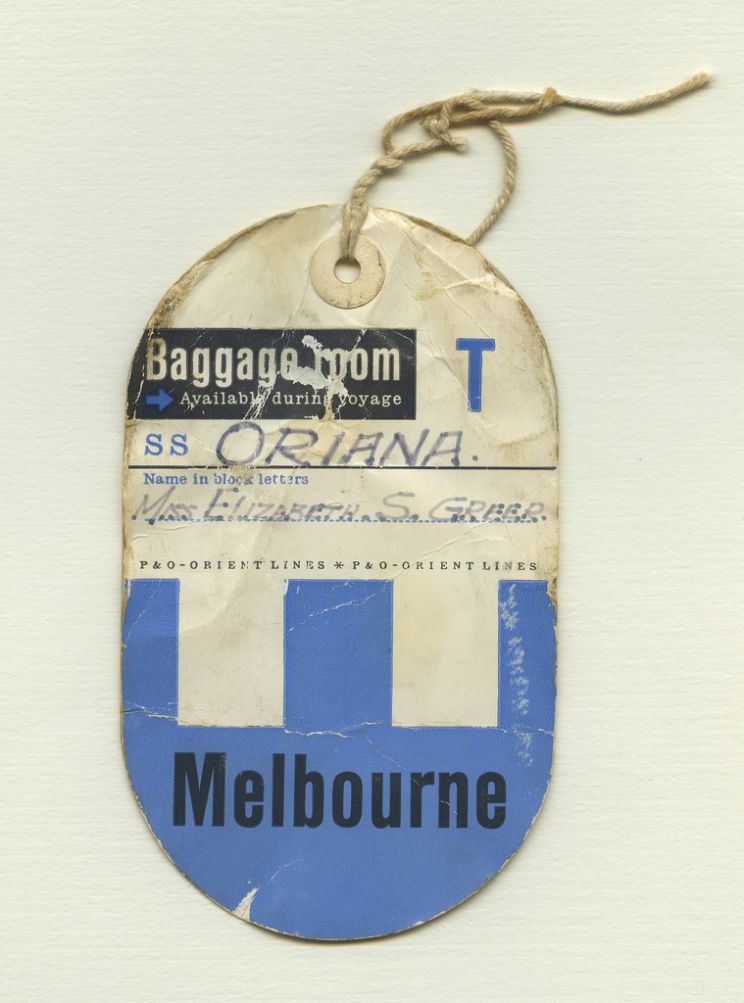 Baggage room
T
Available during voyage
SS ORIANA.
Name in block letters
Miss ELIZABETH. S. GREER.
P&O-ORIENT LINES * P&O-ORIENT LINES
Melbourne